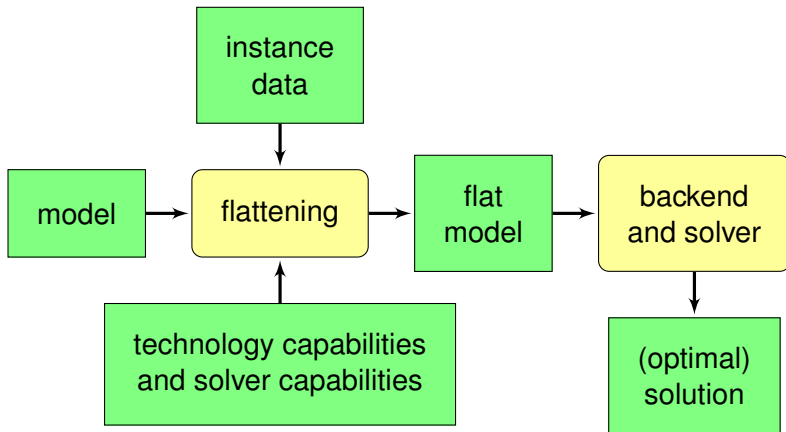 instance
data
model
flattening
flat
model
backend
and solver
technology capabilities
and solver capabilities
(optimal)
solution